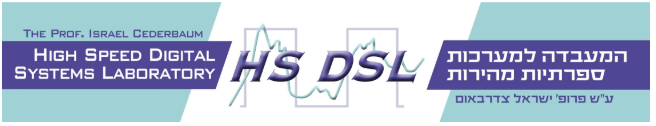 THE PROF. ISRAEL CEDERBAUM
HIGH SPEED DIGITAL
SYSTEMS LABORATORY
HS DSL
המעבדה למערכות
ספרתיות מהירות
ע"ש פרופ' ישראל צדרבאום